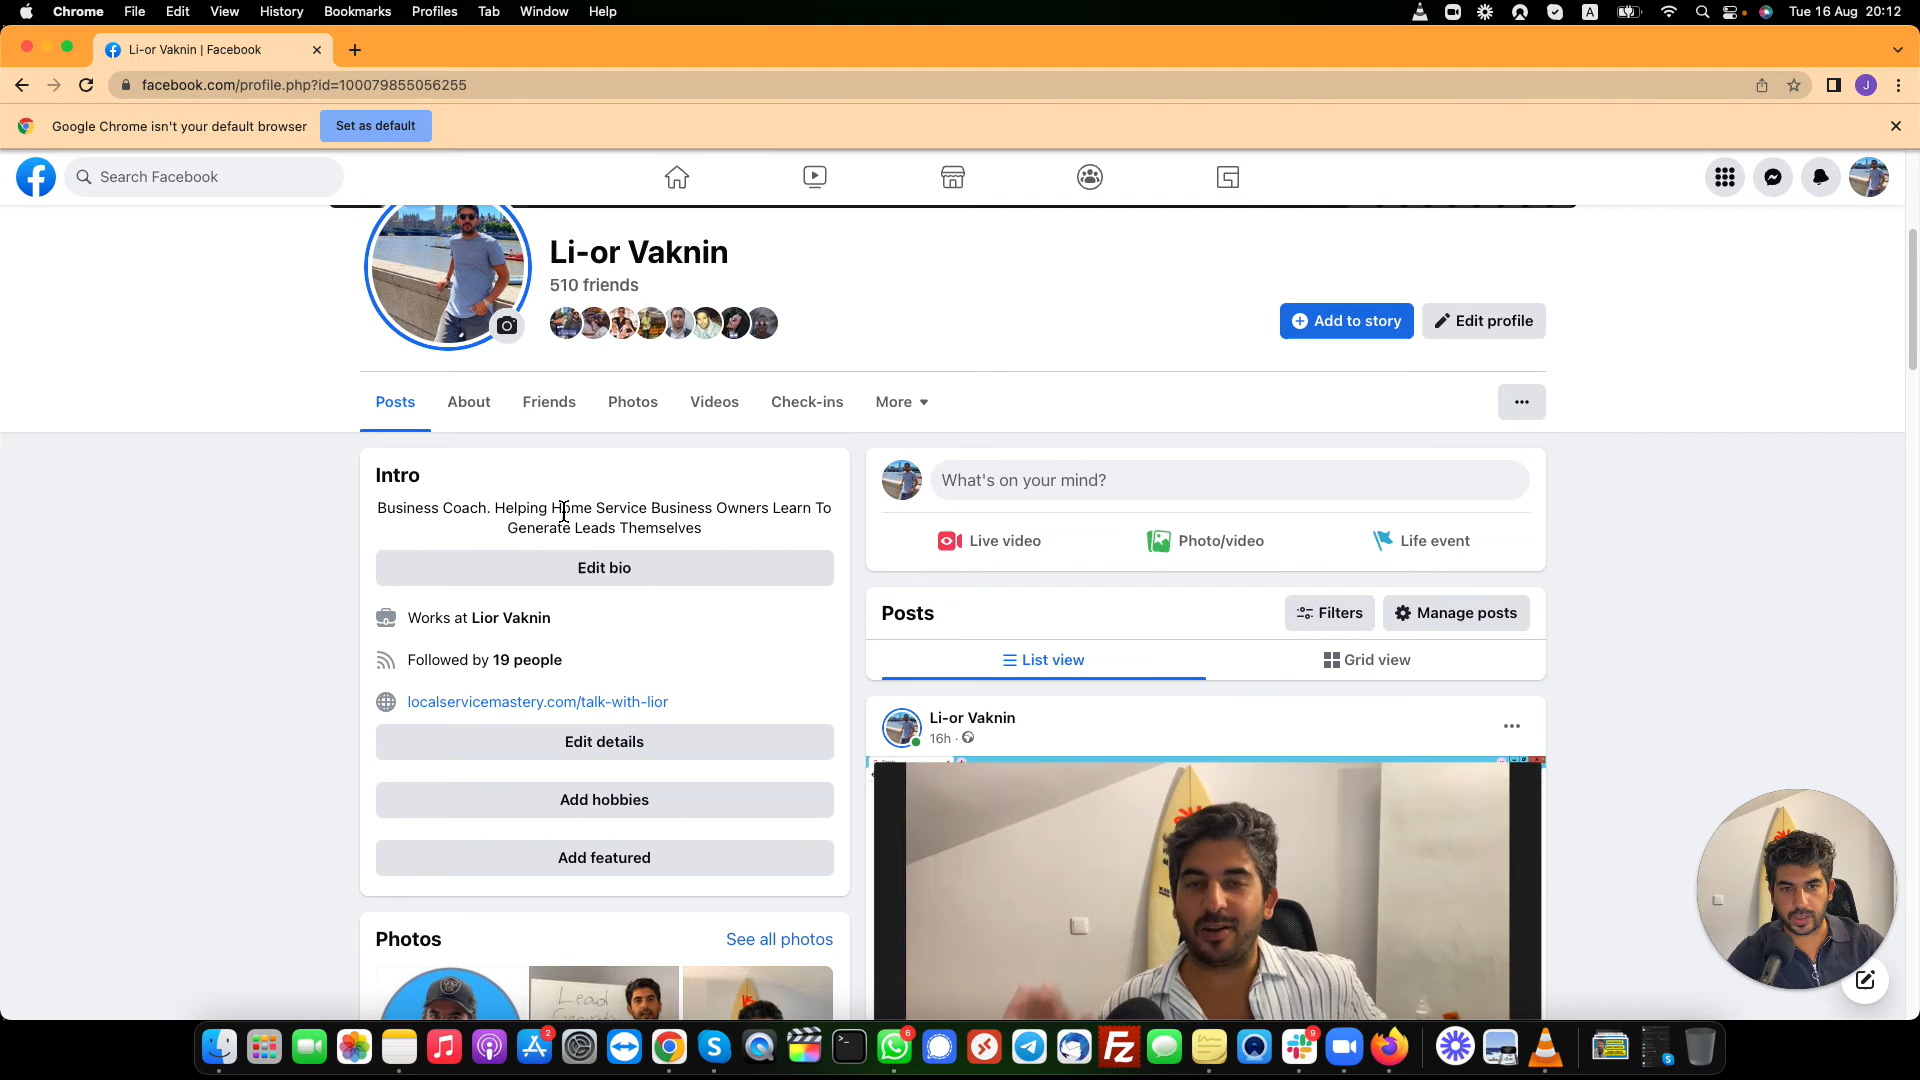 Chrome File Edit View History Bookmarks Profiles Tab Window Help
A
Tue 16 Aug 20:12
Li-or Vaknin | Facebook
facebook.com/profile.php?id=100079855056255
J
Google Chrome isn't your default browser
Set as default
Search Facebook
Li-or Vaknin
510 friends
Add to story
Edit profile
Posts About Friends Photos Videos Check-ins More
Intro
Business Coach. Helping Home Service Business Owners Learn To
Generate Leads Themselves
Edit bio
Works at Lior Vaknin
Followed by 19 people
localservicemastery.com/talk-with-lior
Edit details
Add hobbies
Add featured
Photos
See all photos
Lead
What's on your mind?
Live video
Photo/video
Life event
Posts
Filters
Manage posts
List view
Grid view
Li-or Vaknin
16h ·
2
6
Fz
9